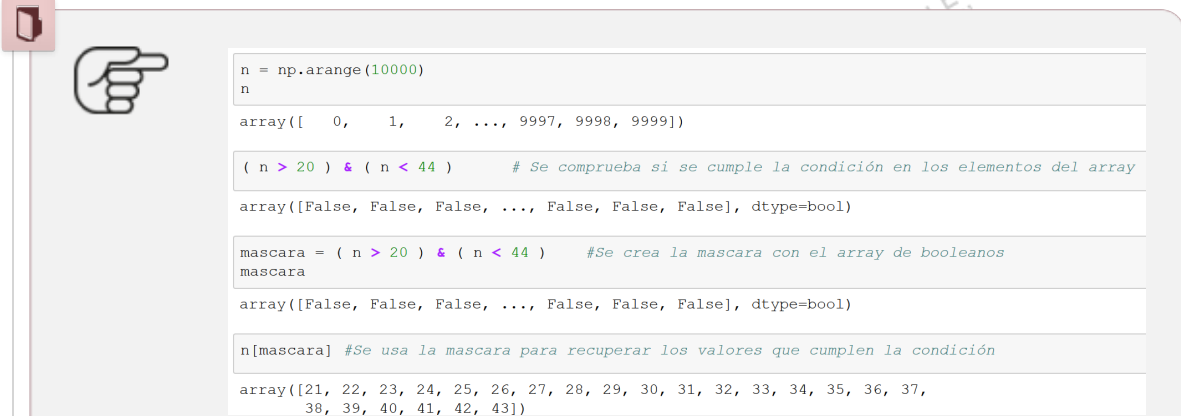 n = np.arange(10000)
n
array([   0,    1,    2, ..., 9997, 9998, 9999])
( n > 20 ) & ( n < 44 )      # Se comprueba si se cumple la condición en los elementos del array
array([False, False, False, ..., False, False, False], dtype=bool)
mascara = ( n > 20 ) & ( n < 44 )    #Se crea la mascara con el array de booleanos
mascara
array([False, False, False, ..., False, False, False], dtype=bool)
n[mascara] #Se usa la mascara para recuperar los valores que cumplen la condición
array([21, 22, 23, 24, 25, 26, 27, 28, 29, 30, 31, 32, 33, 34, 35, 36, 37,
       38, 39, 40, 41, 42, 43])